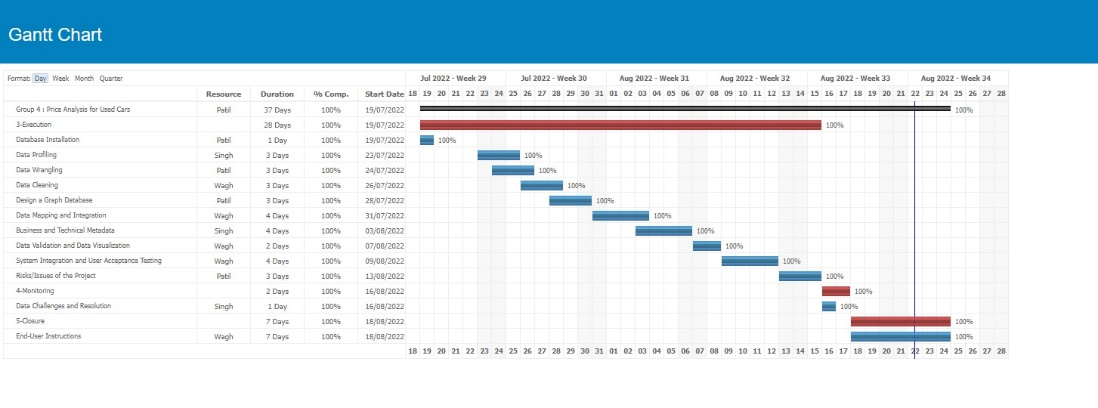 Gantt Chart
Format: Day Week Month Quarter Jul 2022 - Week 29 Jul 2022 - Week 30 Aug 2022 - Week 31 Aug 2022 - Week 32 Aug 2022 - Week 33 Aug 2022 - Week 34
Resource Duration % Comp. Start Date 18 19 20 21 22 23 24 25 26 27 28 29 30 31 01 02 03 04 05 06 07 08 09 10 11 12 13 14 15 16 17 18 19 20 21 22 23 24 25 26 27 28
Group 4 : Price Analysis for Used Cars Patil 37 Days 100% 19/07/2022 100%
3-Execution 28 Days 100% 19/07/2022 100%
Database Installation Patil 1 Day 100% 19/07/2022 100%
Data Profiling Singh 3 Days 100% 23/07/2022 100%
Data Wrangling Patil 3 Days 100% 24/07/2022 100%
Data Cleaning Wagh 3 Days 100% 26/07/2022 100%
Design a Graph Database Patil 3 Days 100% 28/07/2022 100%
Data Mapping and Integration Wagh 4 Days 100% 31/07/2022 100%
Business and Technical Metadata Singh 4 Days 100% 03/08/2022 100%
Data Validation and Data Visualization Wagh 2 Days 100% 07/08/2022 100%
System Integration and User Acceptance Testing Wagh 4 Days 100% 09/08/2022 100%
Risks/Issues of the Project Patil 3 Days 100% 13/08/2022 100%
4-Monitoring 2 Days 100% 16/08/2022 100%
Data Challenges and Resolution Singh 1 Day 100% 16/08/2022 100%
5-Closure 7 Days 100% 18/08/2022 100%
End-User Instructions Wagh 7 Days 100% 18/08/2022 100%
18 19 20 21 22 23 24 25 26 27 28 29 30 31 01 02 03 04 05 06 07 08 09 10 11 12 13 14 15 16 17 18 19 20 21 22 23 24 25 26 27 28